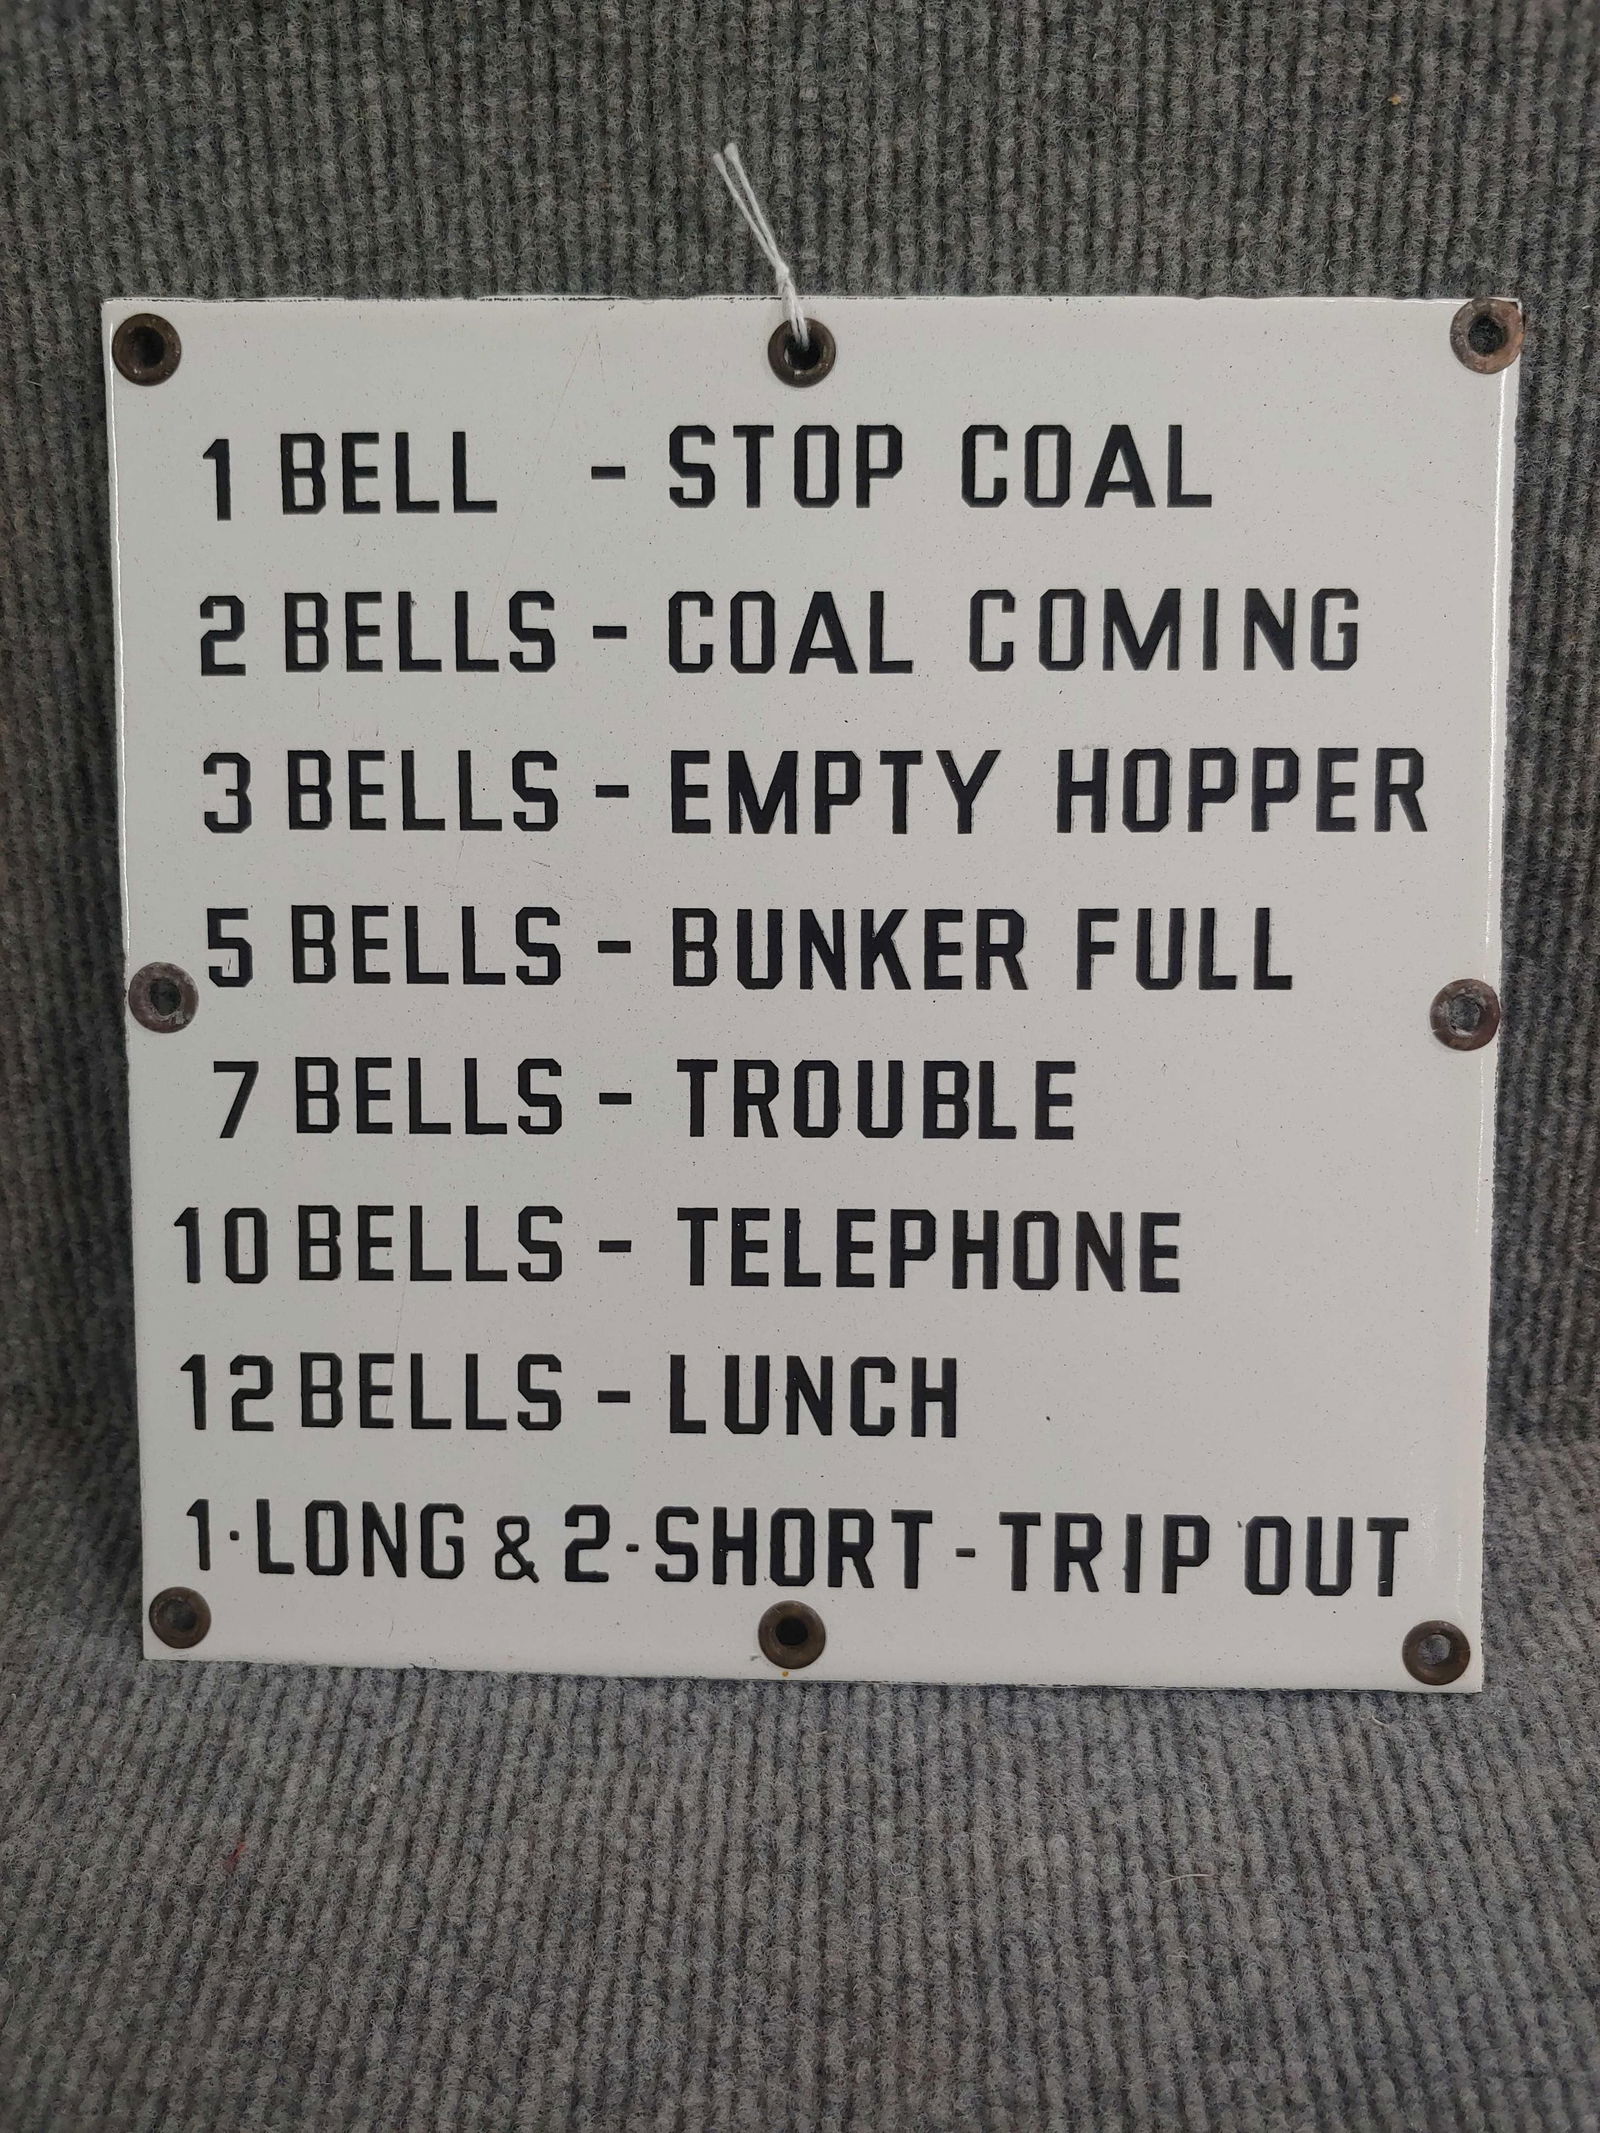 1 BELL - STOP COAL
2 BELLS - COAL COMING
3 BELLS - EMPTY HOPPER
5 BELLS - BUNKER FULL
7 BELLS - TROUBLE
10 BELLS - TELEPHONE
12 BELLS - LUNCH
1·LONG & 2·SHORT - TRIP OUT